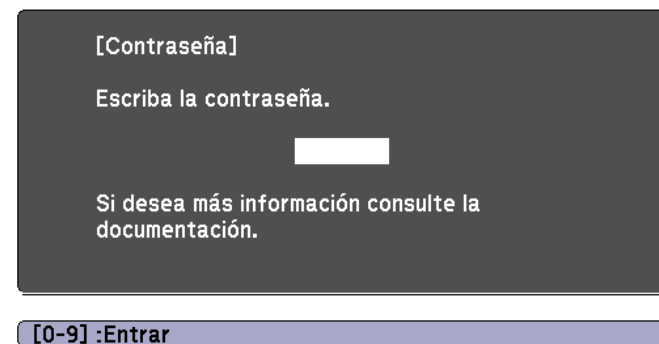 [Contraseña]
Escriba la contraseña.
Si desea más información consulte la
documentación.
[0-9] :Entrar